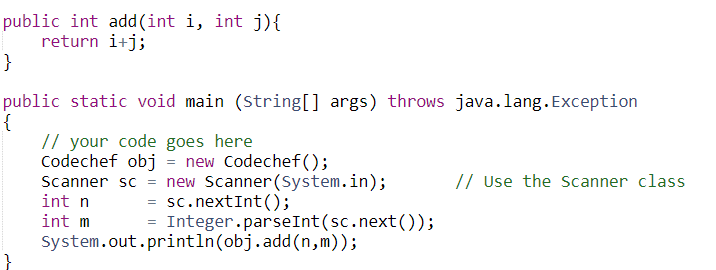 public int add(int i, int j){
    return i+j;
}

public static void main (String[] args) throws java.lang.Exception
{
    // your code goes here
    Codechef obj = new Codechef();
    Scanner sc = new Scanner(System.in);       // Use the Scanner class
    int n      = sc.nextInt();
    int m      = Integer.parseInt(sc.next());
    System.out.println(obj.add(n,m));
}